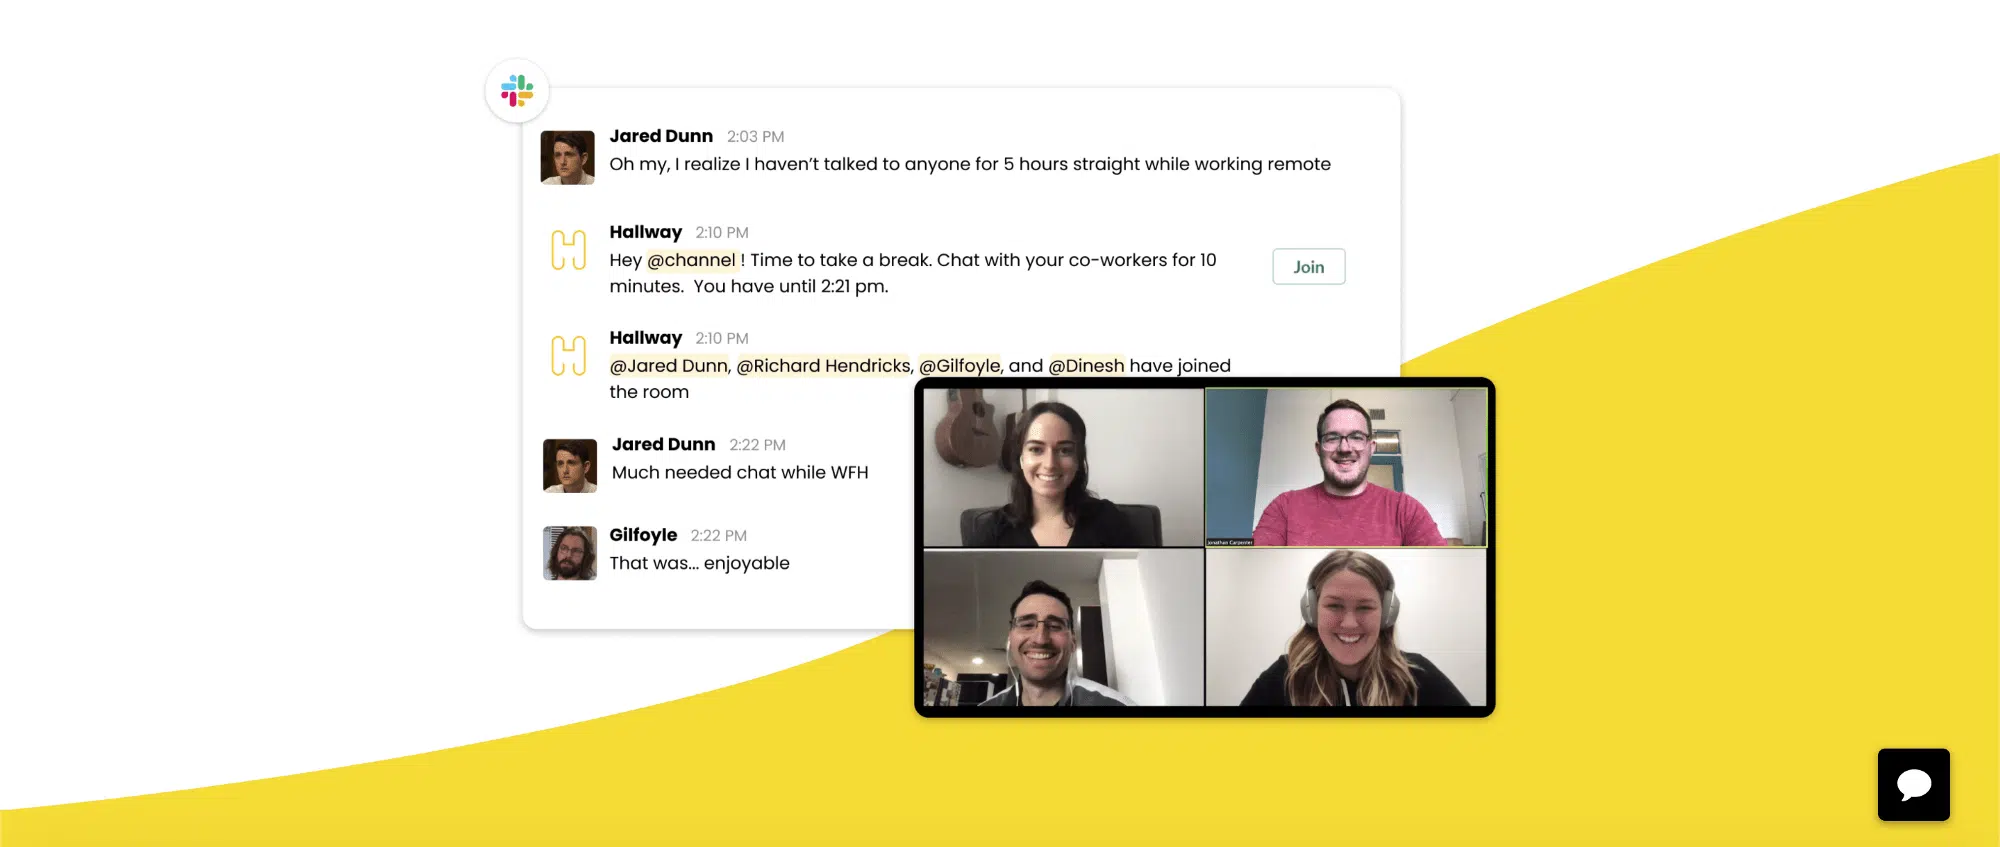 Jared Dunn 2:03 PM
Oh my, I realize I haven’t talked to anyone for 5 hours straight while working remote
Hallway 2:10 PM
Hey @channel ! Time to take a break. Chat with your co-workers for 10
minutes. You have until 2:21 pm.
Join
Hallway 2:10 PM
@Jared Dunn, @Richard Hendricks, @Gilfoyle, and @Dinesh have joined
the room
Jared Dunn 2:22 PM
Much needed chat while WFH
Gilfoyle 2:22 PM
That was... enjoyable
Jonathan Carpenter